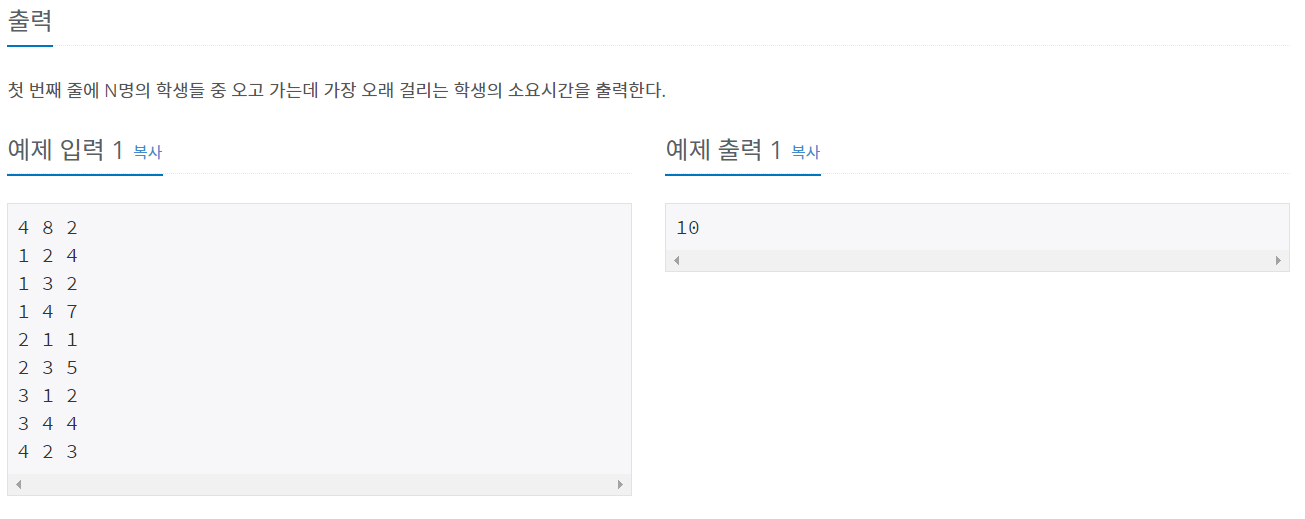 출력
첫 번째 줄에 N명의 학생들 중 오고 가는데 가장 오래 걸리는 학생의 소요시간을 출력한다.
예제 입력 1 복사
4 8 2
1 2 4
1 3 2
1 4 7
2 1 1
2 3 5
3 1 2
3 4 4
4 2 3
예제 출력 1 복사
10